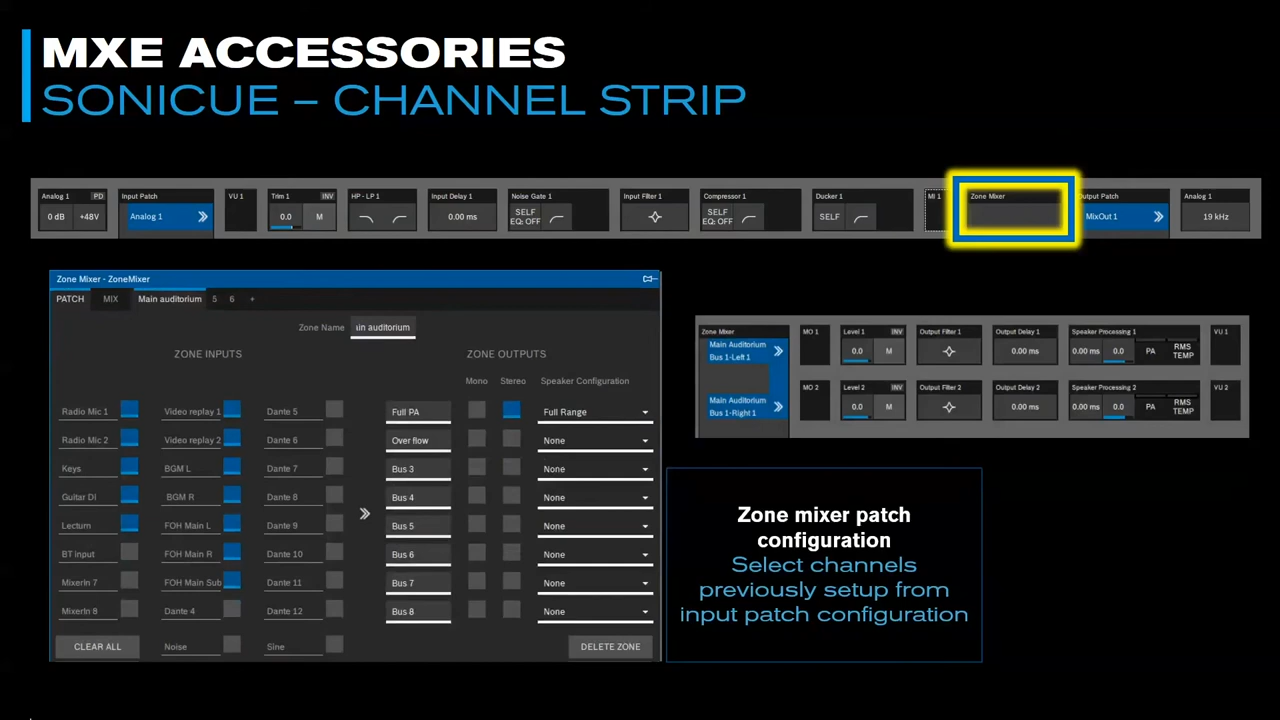 MXE ACCESSORIES
SONICUE – CHANNEL STRIP
Analog 1 PD Input Patch VU 1 Trim 1 INV HP - LP 1 Input Delay 1 Noise Gate 1 Input Filter 1 Compressor 1 Ducker 1 MI 1 Zone Mixer Output Patch Analog 1
0 dB +48V Analog 1 0.0 M 0.00 ms SELF EQ: OFF SELF EQ: OFF SELF MixOut 1 19 kHz
Zone Mixer - ZoneMixer
PATCH MIX Main auditorium 5 6 +
Zone Name ain auditorium
ZONE INPUTS ZONE OUTPUTS
Mono Stereo Speaker Configuration
Radio Mic 1 Video replay 1 Dante 5 Full PA Full Range
Radio Mic 2 Video replay 2 Dante 6 Over flow None
Keys BGM L Dante 7 Bus 3 None
Guitar DI BGM R Dante 8 Bus 4 None
Lecturn FOH Main L Dante 9 Bus 5 None
BT input FOH Main R Dante 10 Bus 6 None
MixerIn 7 FOH Main Sub Dante 11 Bus 7 None
MixerIn 8 Dante 4 Dante 12 Bus 8 None
CLEAR ALL Noise Sine DELETE ZONE
Zone Mixer MO 1 Level 1 INV Output Filter 1 Output Delay 1 Speaker Processing 1 VU 1
Main Auditorium
Bus 1-Left 1 0.0 M 0.00 ms 0.00 ms 0.0 PA RMS TEMP
MO 2 Level 2 INV Output Filter 2 Output Delay 2 Speaker Processing 2 VU 2
Main Auditorium
Bus 1-Right 1 0.0 M 0.00 ms 0.00 ms 0.0 PA RMS TEMP
Zone mixer patch
configuration
Select channels
previously setup from
input patch configuration